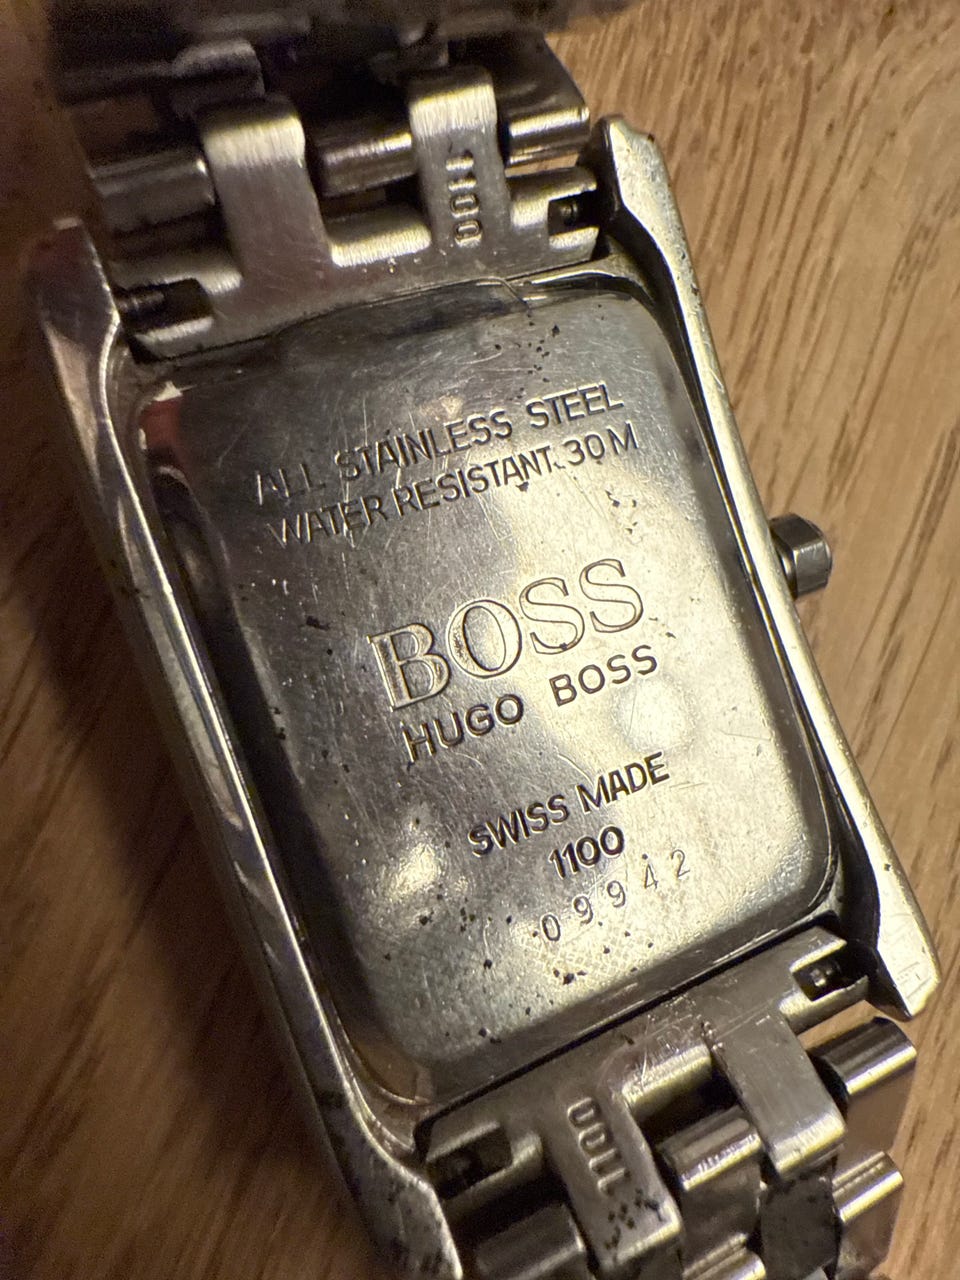 1100
ALL STAINLESS STEEL
WATER RESISTANT 30 M
BOSS
HUGO BOSS
SWISS MADE
1100
09942
1100